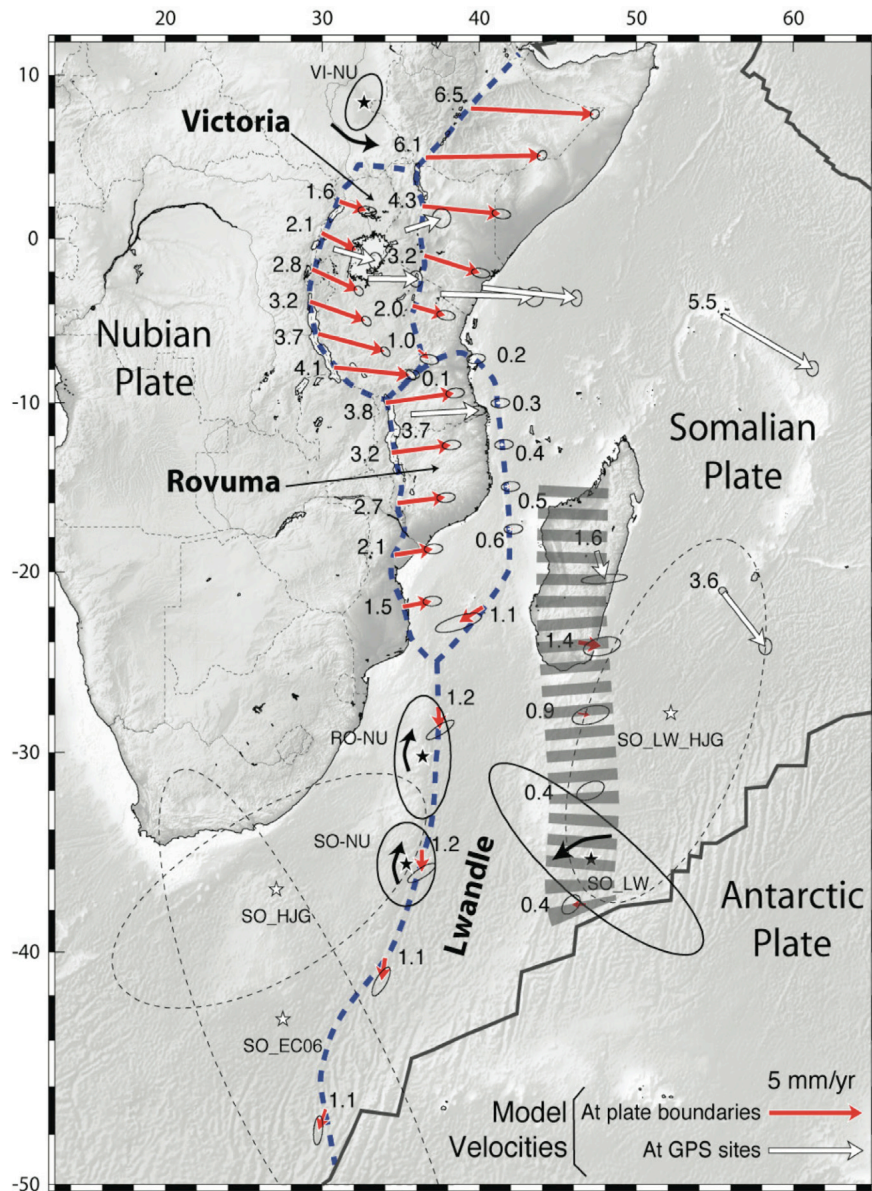 20 30 40 50 60
10
VI-NU
6.5
Victoria
6.1
1.6
4.3
2.1
0
3.2
2.8
3.2
2.0
5.5
Nubian
Plate
3.7
1.0
0.2
4.1
0.1
-10
3.8
0.3
3.7
Somalian
Plate
3.2
0.4
Rovuma
0.5
2.7
0.6
2.1
1.6
-20
3.6
1.5
1.1
1.4
1.2
0.9
SO_LW_HJG
-30
RO-NU
0.4
SO-NU
1.2
SO_LW
Lwandle
SO_HJG
0.4
Antarctic
Plate
-40
1.1
SO_EC06
1.1
5 mm/yr
Model
Velocities
At plate boundaries
At GPS sites
-50